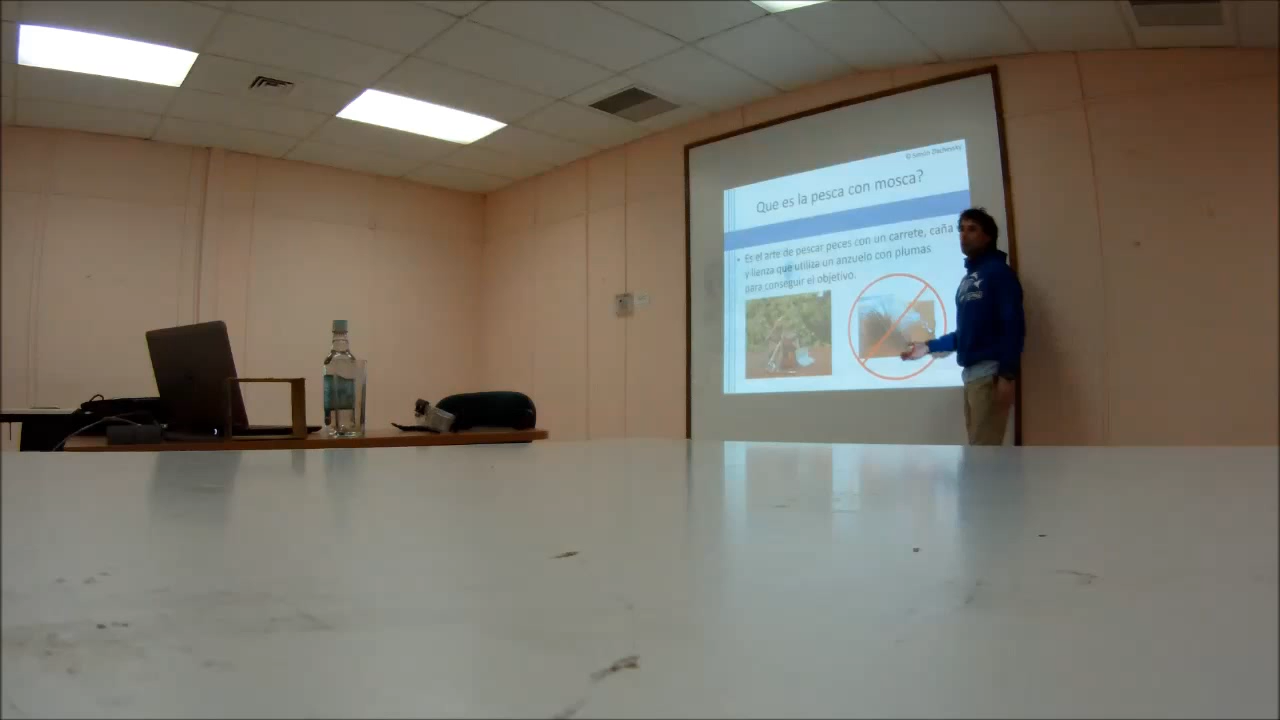 Que es la pesca con mosca?
• Es el arte de pescar peces con un carrete, caña
y lienza que utiliza un anzuelo con plumas
para conseguir el objetivo.